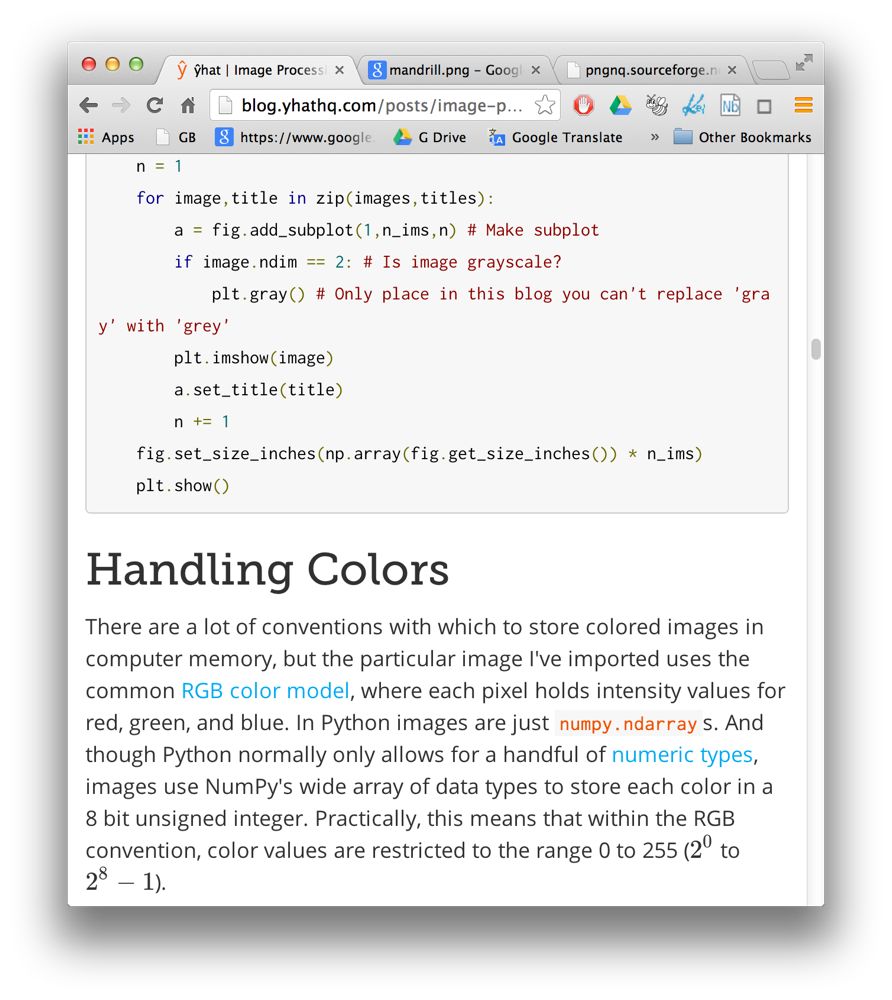 ŷhat | Image Process
mandrill.png – Goog
pngnq.sourceforge.n
blog.yhathq.com/posts/image-p...
Apps
GB
https://www.google
G Drive
Google Translate
»
Other Bookmarks
n = 1
for image,title in zip(images,titles):
a = fig.add_subplot(1,n_ims,n) # Make subplot
if image.ndim == 2: # Is image grayscale?
plt.gray() # Only place in this blog you can't replace 'gra
y' with 'grey'
plt.imshow(image)
a.set_title(title)
n += 1
fig.set_size_inches(np.array(fig.get_size_inches()) * n_ims)
plt.show()
Handling Colors
There are a lot of conventions with which to store colored images in
computer memory, but the particular image I've imported uses the
common RGB color model, where each pixel holds intensity values for
red, green, and blue. In Python images are just numpy.ndarray s. And
though Python normally only allows for a handful of numeric types,
images use NumPy's wide array of data types to store each color in a
8 bit unsigned integer. Practically, this means that within the RGB
convention, color values are restricted to the range 0 to 255 (2⁰ to
2⁸ − 1).